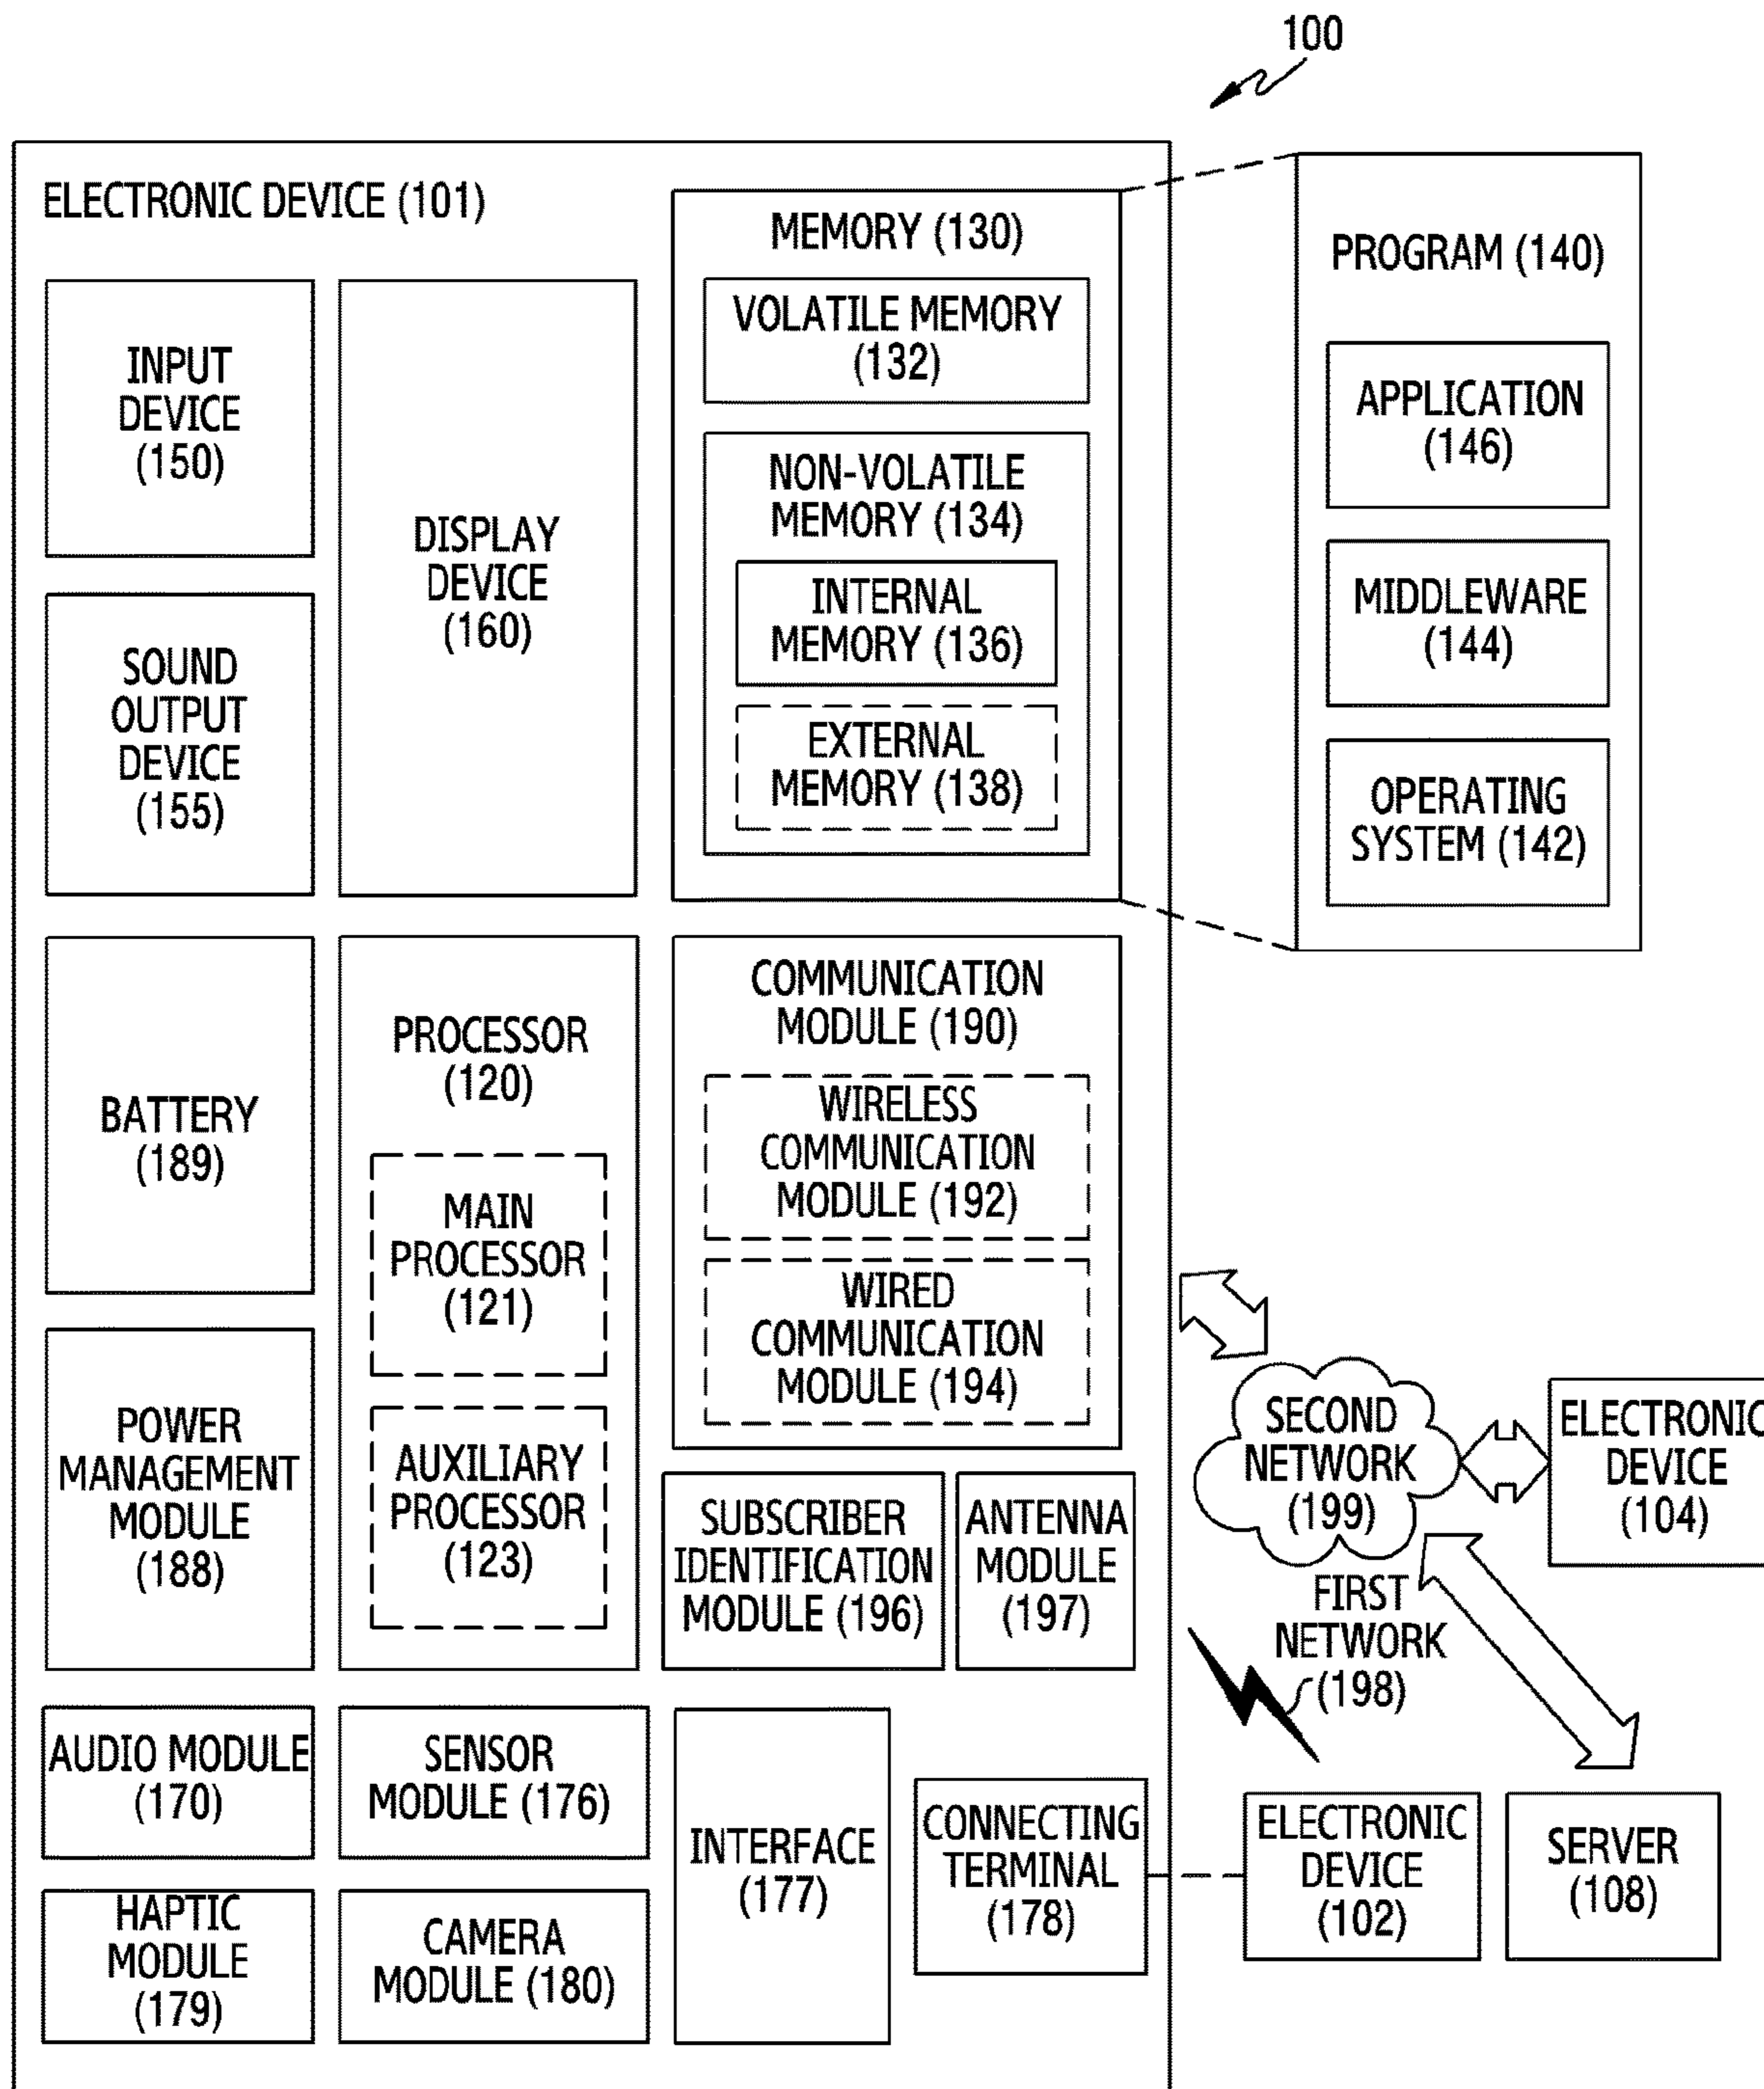 100
ELECTRONIC DEVICE (101)
INPUT
DEVICE
(150)
SOUND
OUTPUT
DEVICE
(155)
DISPLAY
DEVICE
(160)
MEMORY (130)
VOLATILE MEMORY
(132)
NON-VOLATILE
MEMORY (134)
INTERNAL
MEMORY (136)
EXTERNAL
MEMORY (138)
PROGRAM (140)
APPLICATION
(146)
MIDDLEWARE
(144)
OPERATING
SYSTEM (142)
BATTERY
(189)
POWER
MANAGEMENT
MODULE
(188)
PROCESSOR
(120)
MAIN
PROCESSOR
(121)
AUXILIARY
PROCESSOR
(123)
COMMUNICATION
MODULE (190)
WIRELESS
COMMUNICATION
MODULE (192)
WIRED
COMMUNICATION
MODULE (194)
SUBSCRIBER
IDENTIFICATION
MODULE (196)
ANTENNA
MODULE
(197)
SECOND
NETWORK
(199)
ELECTRONIC
DEVICE
(104)
FIRST
NETWORK
(198)
AUDIO MODULE
(170)
SENSOR
MODULE (176)
HAPTIC
MODULE
(179)
CAMERA
MODULE (180)
INTERFACE
(177)
CONNECTING
TERMINAL
(178)
ELECTRONIC
DEVICE
(102)
SERVER
(108)